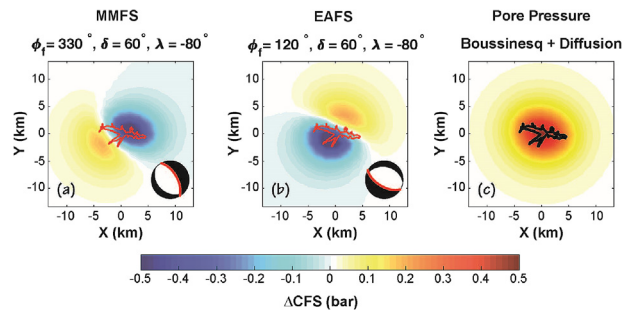 MMFS
ϕf = 330°, δ = 60°, λ = -80°
EAFS
ϕf = 120°, δ = 60°, λ = -80°
Pore Pressure
Boussinesq + Diffusion
10
5
0
-5
-10
Y (km)
(a)
-10 -5 0 5 10
X (km)
10
5
0
-5
-10
Y (km)
(b)
-10 -5 0 5 10
X (km)
10
5
0
-5
-10
Y (km)
(c)
-10 -5 0 5 10
X (km)
-0.5 -0.4 -0.3 -0.2 -0.1 0 0.1 0.2 0.3 0.4 0.5
ΔCFS (bar)